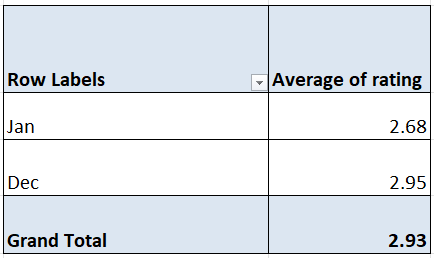 Row Labels Average of rating
Jan 2.68
Dec 2.95
Grand Total 2.93